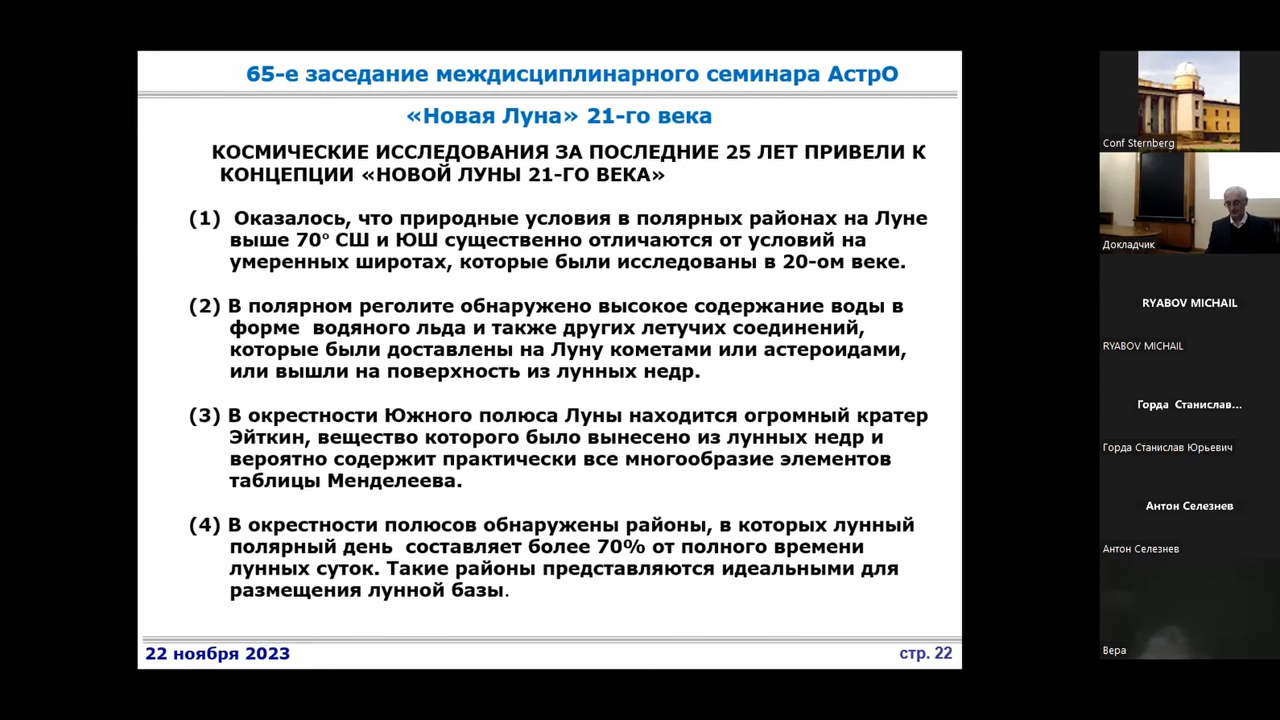 65-е заседание междисциплинарного семинара АстрО
«Новая Луна» 21-го века
КОСМИЧЕСКИЕ ИССЛЕДОВАНИЯ ЗА ПОСЛЕДНИЕ 25 ЛЕТ ПРИВЕЛИ К
КОНЦЕПЦИИ «НОВОЙ ЛУНЫ 21-ГО ВЕКА»
(1) Оказалось, что природные условия в полярных районах на Луне
выше 70° СШ и ЮШ существенно отличаются от условий на
умеренных широтах, которые были исследованы в 20-ом веке.
(2) В полярном реголите обнаружено высокое содержание воды в
форме водяного льда и также других летучих соединений,
которые были доставлены на Луну кометами или астероидами,
или вышли на поверхность из лунных недр.
(3) В окрестности Южного полюса Луны находится огромный кратер
Эйткин, вещество которого было вынесено из лунных недр и
вероятно содержит практически все многообразие элементов
таблицы Менделеева.
(4) В окрестности полюсов обнаружены районы, в которых лунный
полярный день составляет более 70% от полного времени
лунных суток. Такие районы представляются идеальными для
размещения лунной базы.
22 ноября 2023
стр. 22
Conf Sternberg
Докладчик
RYABOV MICHAIL
RYABOV MICHAIL
Горда Станислав...
Горда Станислав Юрьевич
Антон Селезнев
Антон Селезнев
Вера